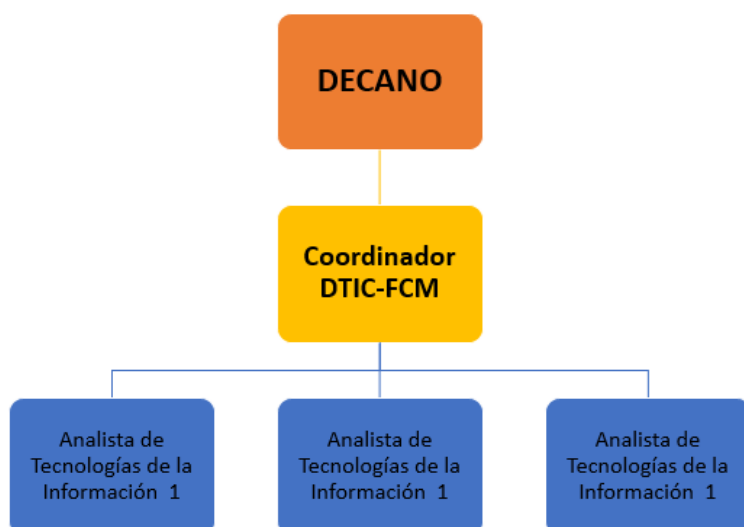 DECANO
Coordinador
DTIC-FCM
Analista de
Tecnologías de la
Información 1
Analista de
Tecnologías de la
Información 1
Analista de
Tecnologías de la
Información 1